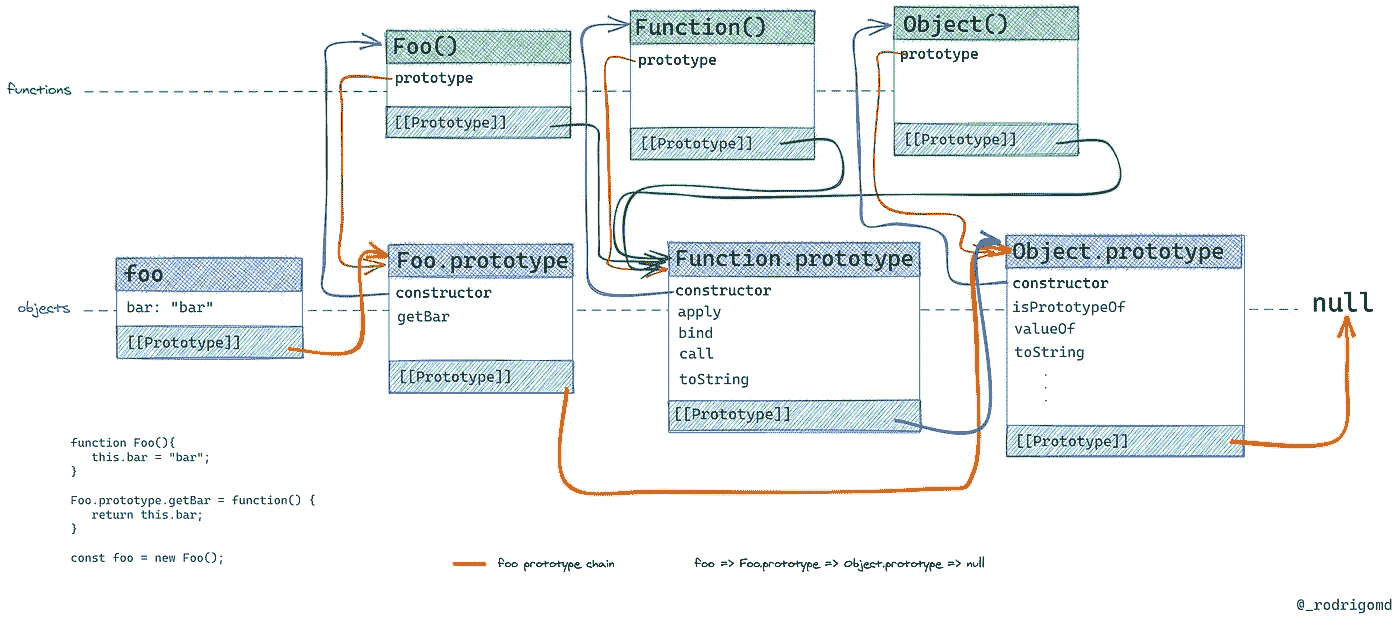 Foo()
prototype
[[Prototype]]
Function()
prototype
[[Prototype]]
Object()
prototype
[[Prototype]]
functions
foo
bar: "bar"
[[Prototype]]
Foo.prototype
constructor
getBar
[[Prototype]]
Function.prototype
constructor
apply
bind
call
toString
[[Prototype]]
Object.prototype
constructor
isPrototypeOf
valueOf
toString
.
.
.
[[Prototype]]
objects
null
function Foo(){
this.bar = "bar";
}
Foo.prototype.getBar = function() {
return this.bar;
}
const foo = new Foo();
foo prototype chain
foo => Foo.prototype => Object.prototype => null
@_rodrigomd